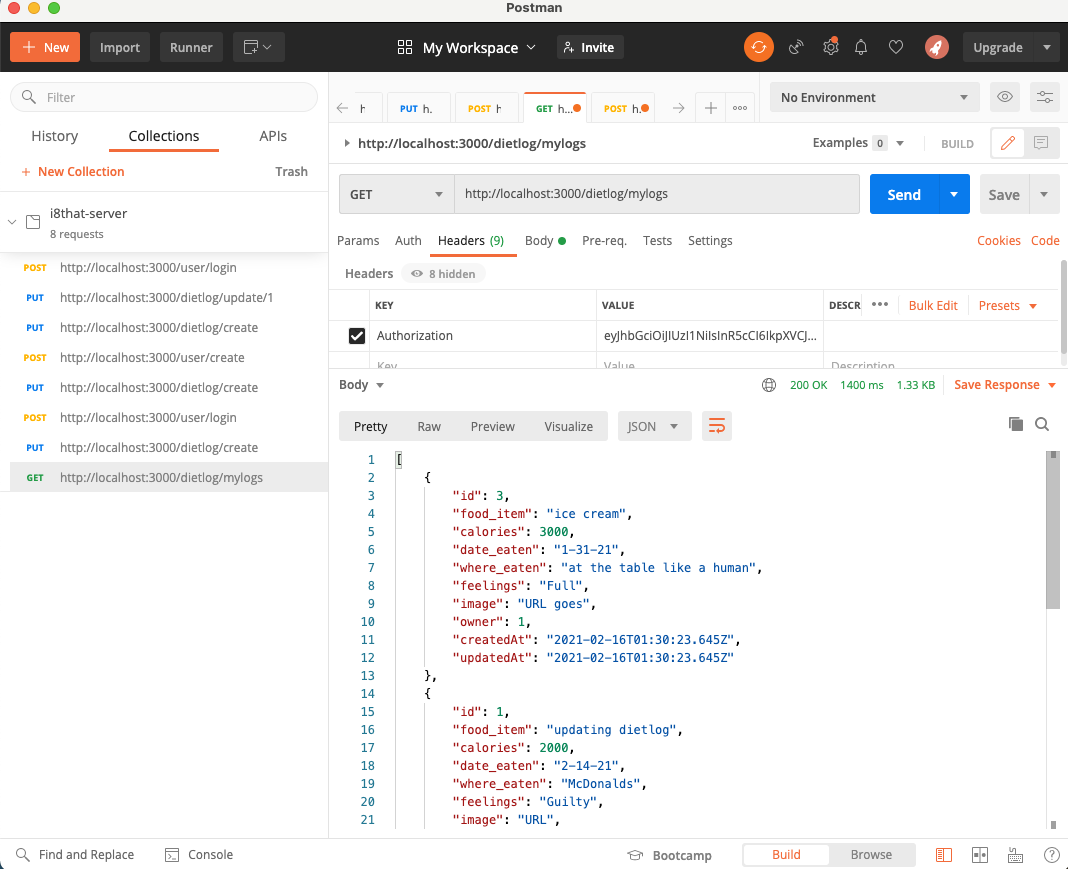 Postman
New
Import
Runner
My Workspace
Invite
Upgrade
Filter
History
Collections
APIs
+ New Collection
Trash
i8that-server
8 requests
POST http://localhost:3000/user/login
PUT http://localhost:3000/dietlog/update/1
PUT http://localhost:3000/dietlog/create
POST http://localhost:3000/user/create
PUT http://localhost:3000/dietlog/create
POST http://localhost:3000/user/login
PUT http://localhost:3000/dietlog/create
GET http://localhost:3000/dietlog/mylogs
h PUT h. POST h GET h... POST h.
No Environment
http://localhost:3000/dietlog/mylogs
Examples 0
BUILD
GET http://localhost:3000/dietlog/mylogs
Send
Save
Params Auth Headers (9) Body Pre-req. Tests Settings
Cookies Code
Headers 8 hidden
KEY VALUE DESCR ••• Bulk Edit Presets
Authorization
Key Value Description
Body
200 OK 1400 ms 1.33 KB Save Response
Pretty Raw Preview Visualize JSON
1 [
2 {
3 "id": 3,
4 "food_item": "ice cream",
5 "calories": 3000,
6 "date_eaten": "1-31-21",
7 "where_eaten": "at the table like a human",
8 "feelings": "Full",
9 "image": "URL goes",
10 "owner": 1,
11 "createdAt": "2021-02-16T01:30:23.645Z",
12 "updatedAt": "2021-02-16T01:30:23.645Z"
13 },
14 {
15 "id": 1,
16 "food_item": "updating dietlog",
17 "calories": 2000,
18 "date_eaten": "2-14-21",
19 "where_eaten": "McDonalds",
20 "feelings": "Guilty",
21 "image": "URL",
Find and Replace
Console
Bootcamp
Build
Browse